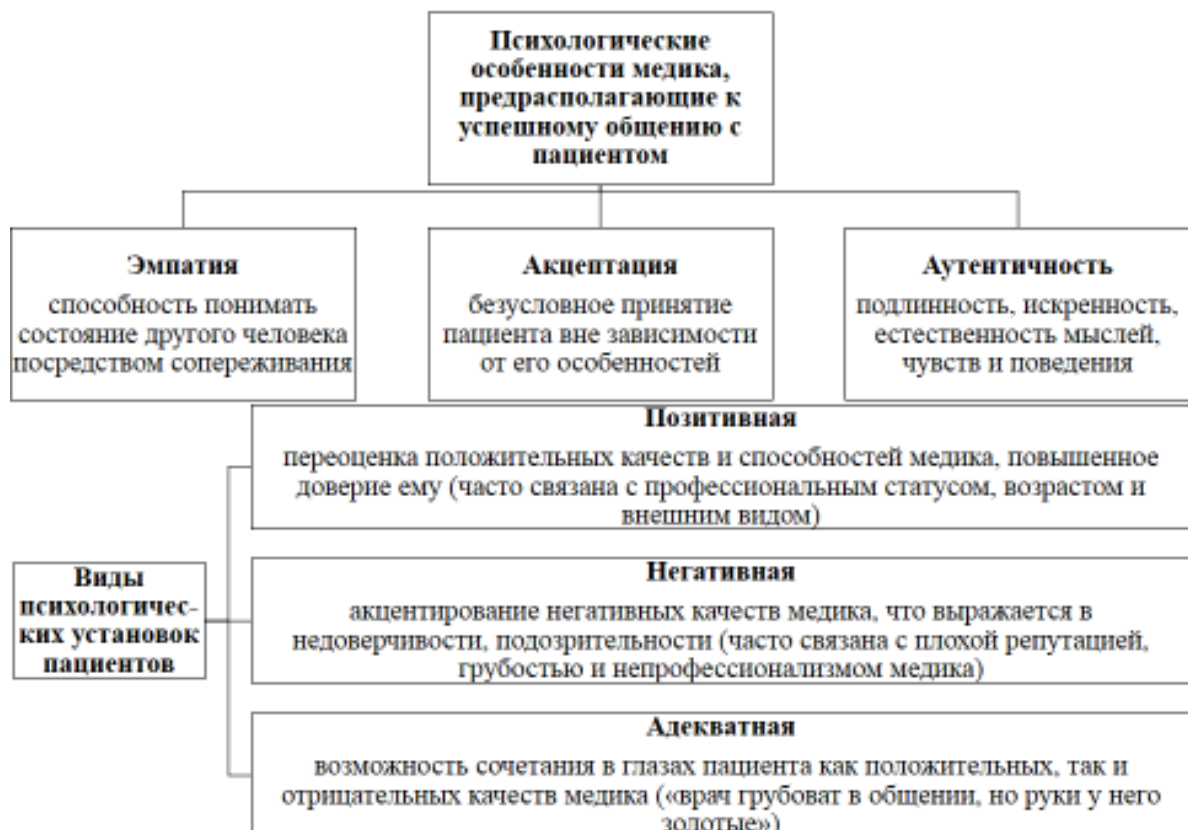 Психологические
особенности медика,
предрасполагающие к
успешному общению с
пациентом
Эмпатия
способность понимать
состояние другого человека
посредством сопереживания
Акцептация
безусловное принятие
пациента вне зависимости
от его особенностей
Аутентичность
подлинность, искренность,
естественность мыслей,
чувств и поведения
Виды
психологичес-
ких установок
пациентов
Позитивная
переоценка положительных качеств и способностей медика, повышенное
доверие ему (часто связана с профессиональным статусом, возрастом и
внешним видом)
Негативная
акцентирование негативных качеств медика, что выражается в
недоверчивости, подозрительности (часто связана с плохой репутацией,
грубостью и непрофессионализмом медика)
Адекватная
возможность сочетания в глазах пациента как положительных, так и
отрицательных качеств медика («врач грубоват в общении, но руки у него
золотые»)